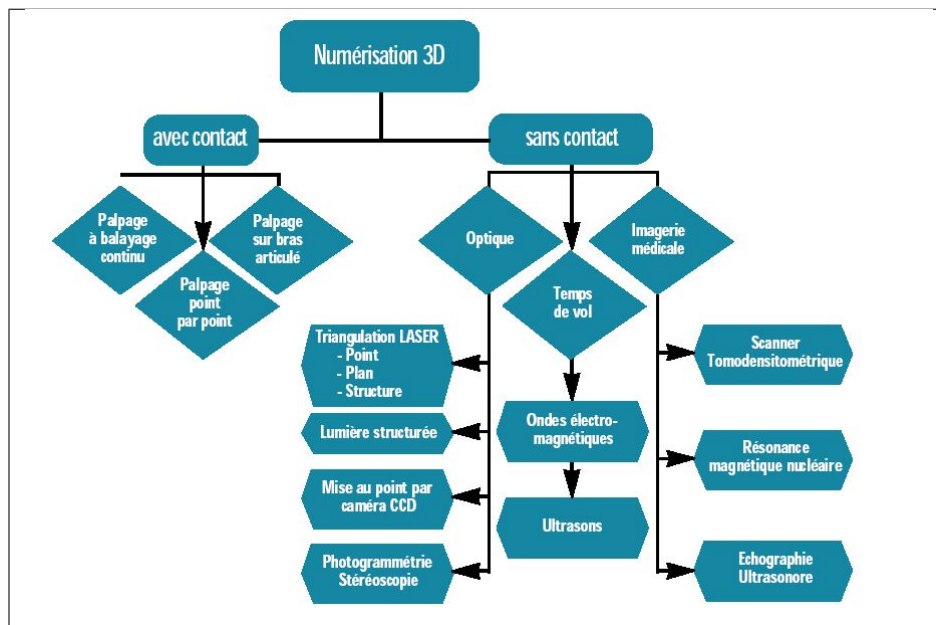 Numérisation 3D
avec contact
sans contact
Palpage
à balayage
continu
Palpage
point
par point
Palpage
sur bras
articulé
Optique
Temps
de vol
Imagerie
médicale
Triangulation LASER
- Point
- Plan
- Structure
Lumière structurée
Mise au point par
caméra CCD
Photogrammétrie
Stéréoscopie
Ondes électro-
magnétiques
Ultrasons
Scanner
Tomodensitométrique
Résonance
magnétique nucléaire
Echographie
Ultrasonore